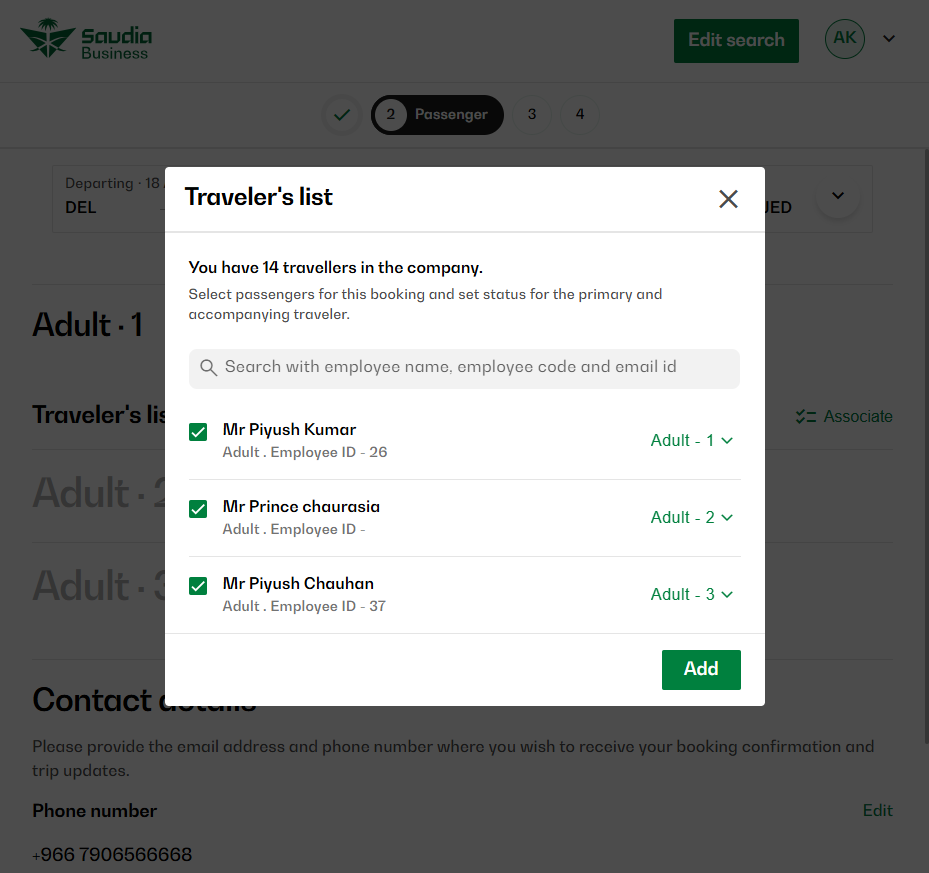 Saudia
Business
Edit search
AK
2 Passenger 3 4
Departing · 18
DEL
JED
Traveler's list
You have 14 travellers in the company.
Select passengers for this booking and set status for the primary and
accompanying traveler.
Adult · 1
Search with employee name, employee code and email id
Traveler's lis
Associate
Mr Piyush Kumar
Adult . Employee ID - 26
Adult - 1
Adult · 2
Mr Prince chaurasia
Adult . Employee ID -
Adult - 2
Adult · 3
Mr Piyush Chauhan
Adult . Employee ID - 37
Adult - 3
Add
Contact details
Please provide the email address and phone number where you wish to receive your booking confirmation and
trip updates.
Phone number
Edit
+966 7906566668